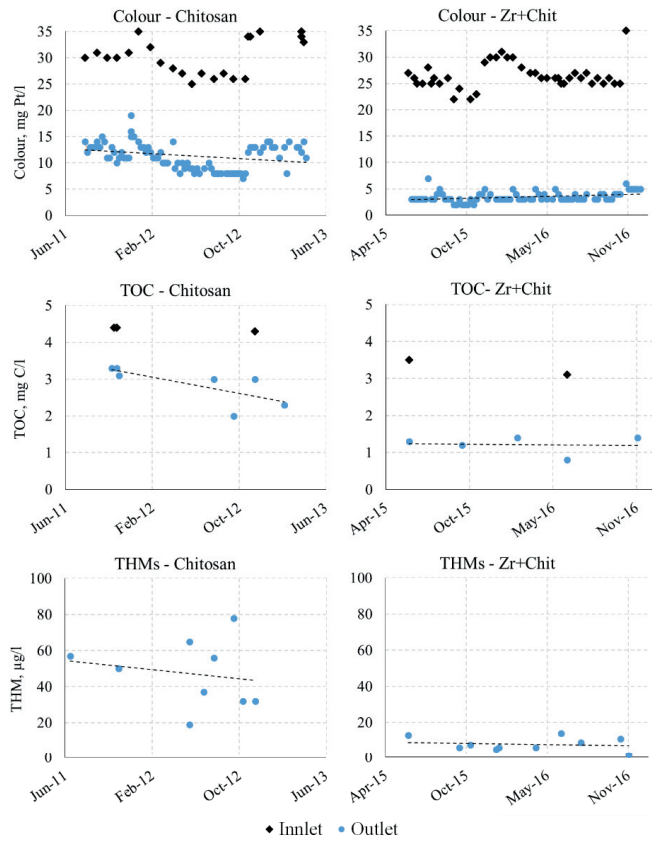 Colour - Chitosan
Colour - Zr+Chit
Colour, mg Pt/l
35
30
25
20
15
10
5
0
Jun-11
Feb-12
Oct-12
Jun-13
35
30
25
20
15
10
5
0
Apr-15
Oct-15
May-16
Nov-16
TOC - Chitosan
TOC- Zr+Chit
TOC, mg C/l
5
4
3
2
1
0
Jun-11
Feb-12
Oct-12
Jun-13
5
4
3
2
1
0
Apr-15
Oct-15
May-16
Nov-16
THMs - Chitosan
THMs - Zr+Chit
THM, µg/l
100
80
60
40
20
0
Jun-11
Feb-12
Oct-12
Jun-13
100
80
60
40
20
0
Apr-15
Oct-15
May-16
Nov-16
Innlet
Outlet